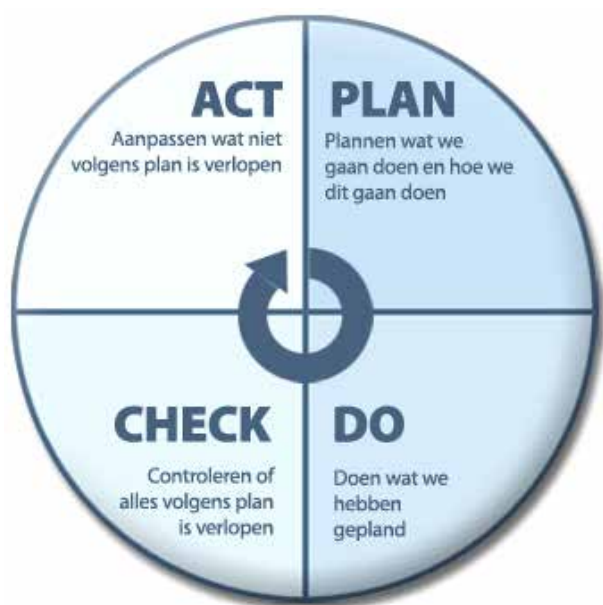 ACT
Aanpassen wat niet
volgens plan is verlopen
PLAN
Plannen wat we
gaan doen en hoe we
dit gaan doen
CHECK
Controleren of
alles volgens plan
is verlopen
DO
Doen wat we
hebben
gepland